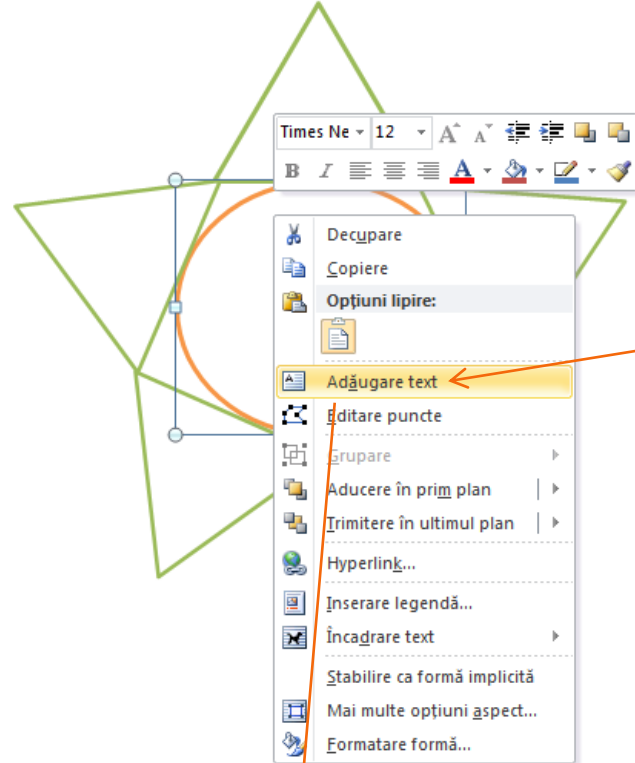 Times Ne 12
Decupare
Copiere
Opțiuni lipire:
Adăugare text
Editare puncte
Grupare
Aducere în prim plan
Trimitere în ultimul plan
Hyperlink...
Inserare legendă...
Încadrare text
Stabilire ca formă implicită
Mai multe opțiuni aspect...
Formatare formă...